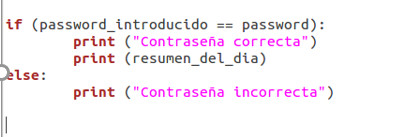 if (password_introducido == password):
        print ("Contraseña correcta")
        print (resumen_del_dia)
else:
        print ("Contraseña incorrecta")